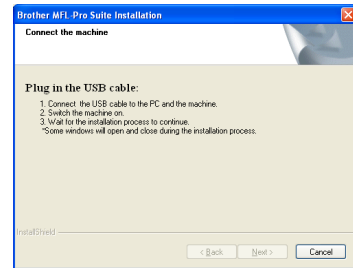 Brother MFL-Pro Suite Installation
Connect the machine
Plug in the USB cable:
1. Connect the USB cable to the PC and the machine.
2. Switch the machine on.
3. Wait for the installation process to continue.
*Some windows will open and close during the installation process.
InstallShield
< Back
Next >
Cancel